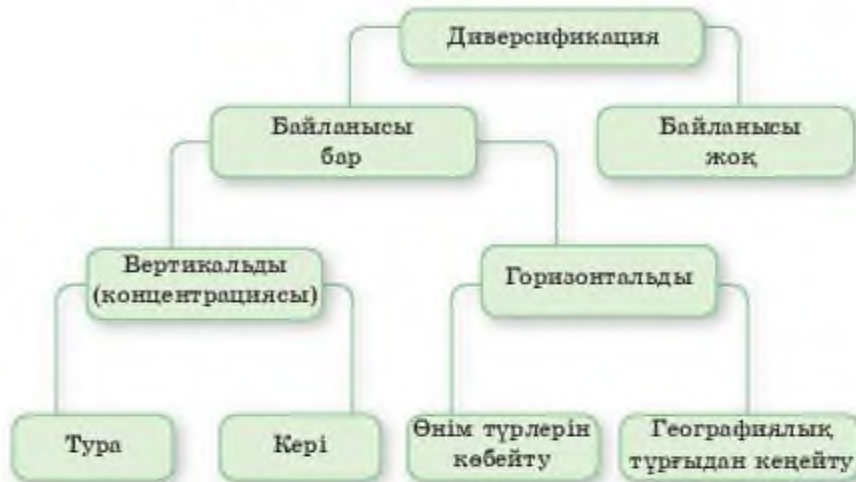 Диверсификация
Байланысы
бар
Байланысы
жоқ
Вертикальды
(концентрациясы)
Горизонтальды
Тура
Кері
Өнім түрлерін
көбейту
Географиялық
тұрғыдан кеңейту